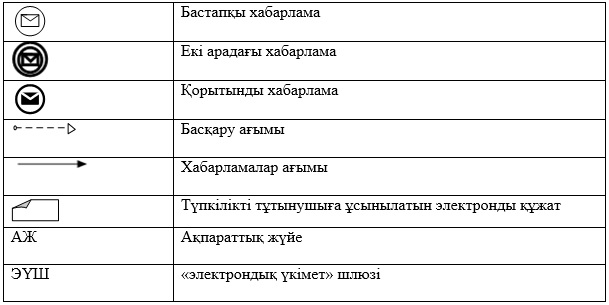 Бастапқы хабарлама
Екі арадағы хабарлама
Қорытынды хабарлама
Басқару ағымы
Хабарламалар ағымы
Түпкілікті тұтынушыға ұсынылатын электронды құжат
АЖ Ақпараттық жүйе
ЭҮШ «электрондық үкімет» шлюзі